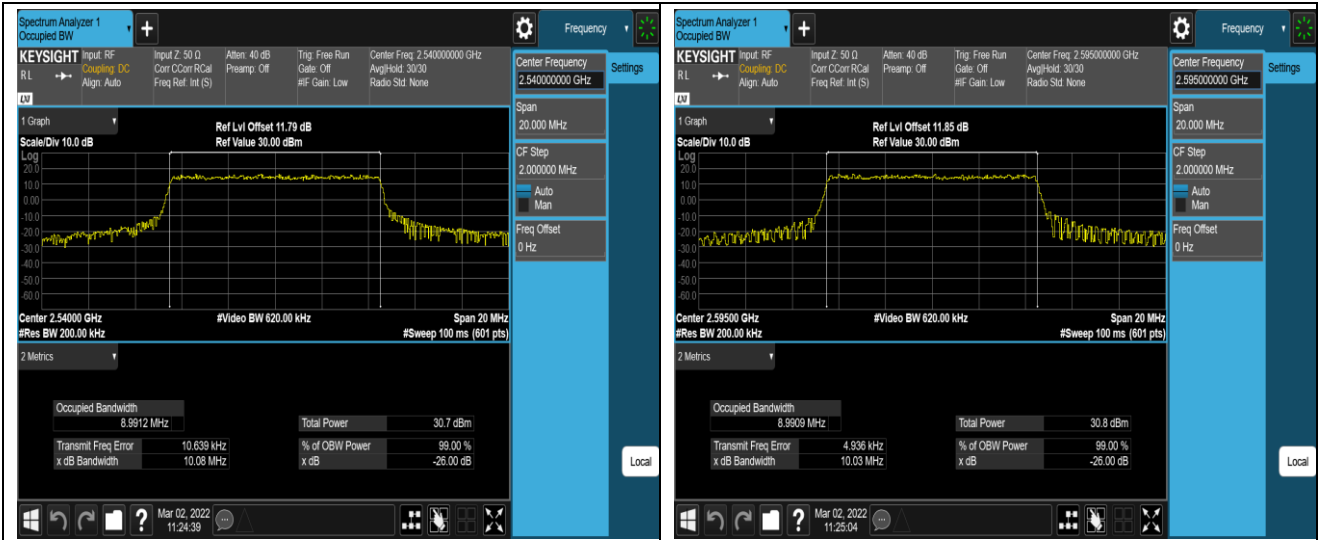 Spectrum Analyzer 1
Occupied BW
+
Frequency
KEYSIGHT
RL
LXI
Input: RF
Coupling: DC
Align: Auto
Input Z: 50 Ω
Corr CCorr RCal
Freq Ref: Int (S)
Atten: 40 dB
Preamp: Off
Trig: Free Run
Gate: Off
#IF Gain: Low
Center Freq: 2.540000000 GHz
Avg|Hold: 30/30
Radio Std: None
Center Frequency
2.540000000 GHz
Settings
Span
20.000 MHz
CF Step
2.000000 MHz
Auto
Man
Freq Offset
0 Hz
Local
1 Graph
Scale/Div 10.0 dB
Ref Lvl Offset 11.79 dB
Ref Value 30.00 dBm
Log
20.0
10.0
0.00
-10.0
-20.0
-30.0
-40.0
-50.0
-60.0
Center 2.54000 GHz
#Video BW 620.00 kHz
Span 20 MHz
#Res BW 200.00 kHz
#Sweep 100 ms (601 pts)
2 Metrics
Occupied Bandwidth
8.9912 MHz
Total Power 30.7 dBm
Transmit Freq Error 10.639 kHz
% of OBW Power 99.00 %
x dB Bandwidth 10.08 MHz
x dB -26.00 dB
?
Mar 02, 2022
11:24:39
Spectrum Analyzer 1
Occupied BW
+
Frequency
KEYSIGHT
RL
LXI
Input: RF
Coupling: DC
Align: Auto
Input Z: 50 Ω
Corr CCorr RCal
Freq Ref: Int (S)
Atten: 40 dB
Preamp: Off
Trig: Free Run
Gate: Off
#IF Gain: Low
Center Freq: 2.595000000 GHz
Avg|Hold: 30/30
Radio Std: None
Center Frequency
2.595000000 GHz
Settings
Span
20.000 MHz
CF Step
2.000000 MHz
Auto
Man
Freq Offset
0 Hz
Local
1 Graph
Scale/Div 10.0 dB
Ref Lvl Offset 11.85 dB
Ref Value 30.00 dBm
Log
20.0
10.0
0.00
-10.0
-20.0
-30.0
-40.0
-50.0
-60.0
Center 2.59500 GHz
#Video BW 620.00 kHz
Span 20 MHz
#Res BW 200.00 kHz
#Sweep 100 ms (601 pts)
2 Metrics
Occupied Bandwidth
8.9909 MHz
Total Power 30.8 dBm
Transmit Freq Error 4.936 kHz
% of OBW Power 99.00 %
x dB Bandwidth 10.03 MHz
x dB -26.00 dB
?
Mar 02, 2022
11:25:04